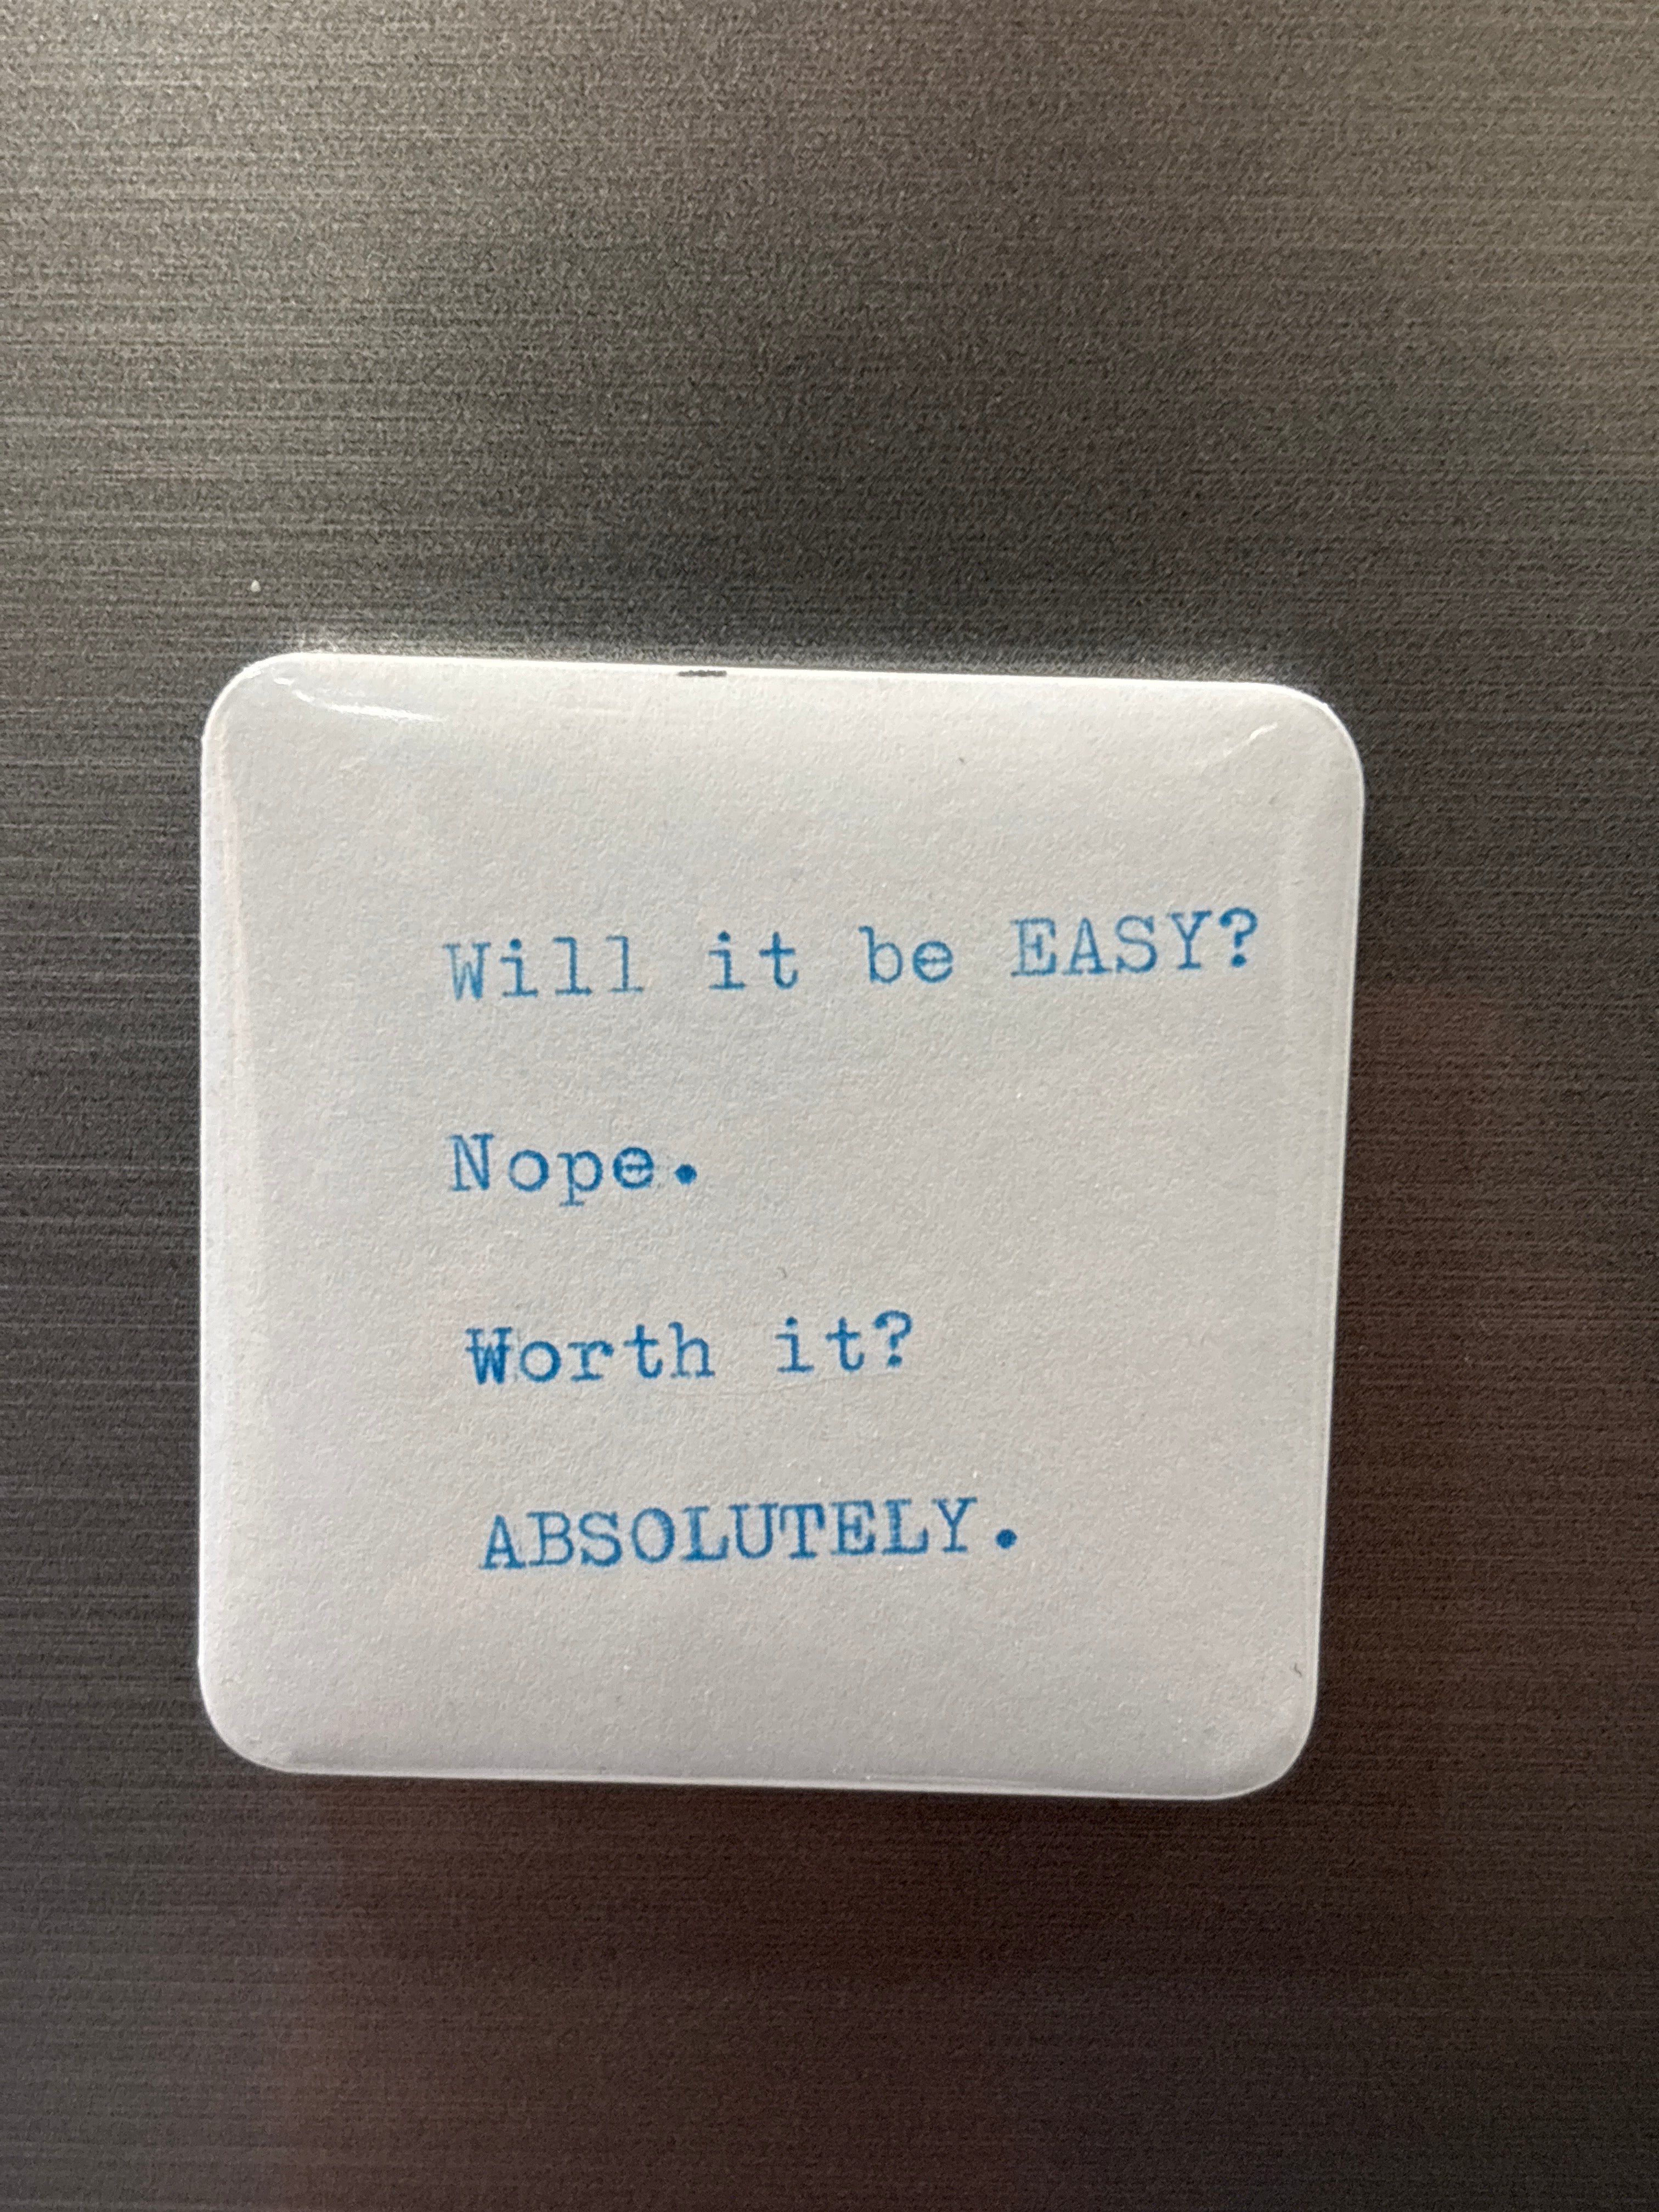 Will it be EASY?
Nope.
Worth it?
ABSOLUTELY.